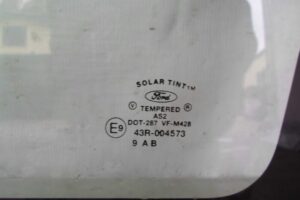 SOLAR TINT™
Ford
V TEMPERED R
AS2
DOT-287 VF-M428
E9 43R-004573
9 A B